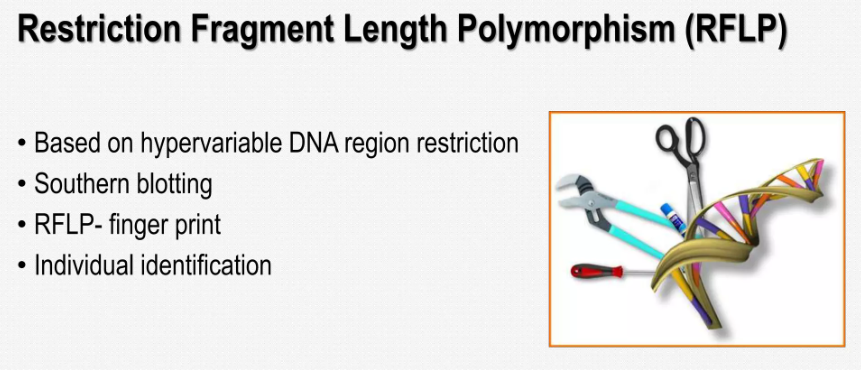 Restriction Fragment Length Polymorphism (RFLP)
• Based on hypervariable DNA region restriction
• Southern blotting
• RFLP- finger print
• Individual identification